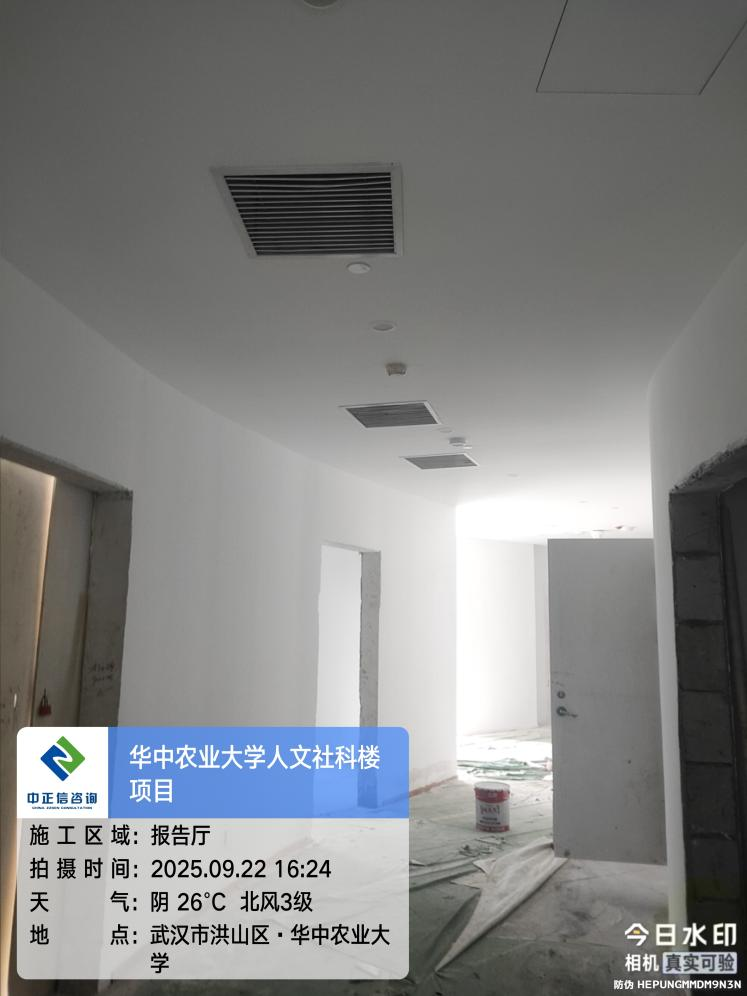 华中农业大学人文社科楼
项目
中正信咨询
施工区域：报告厅
拍摄时间：2025.09.22 16:24
天气：阴 26℃ 北风3级
地点：武汉市洪山区·华中农业大
学
今日水印
相机 真实可验
防伪 HEPUNGMMDM9N3N